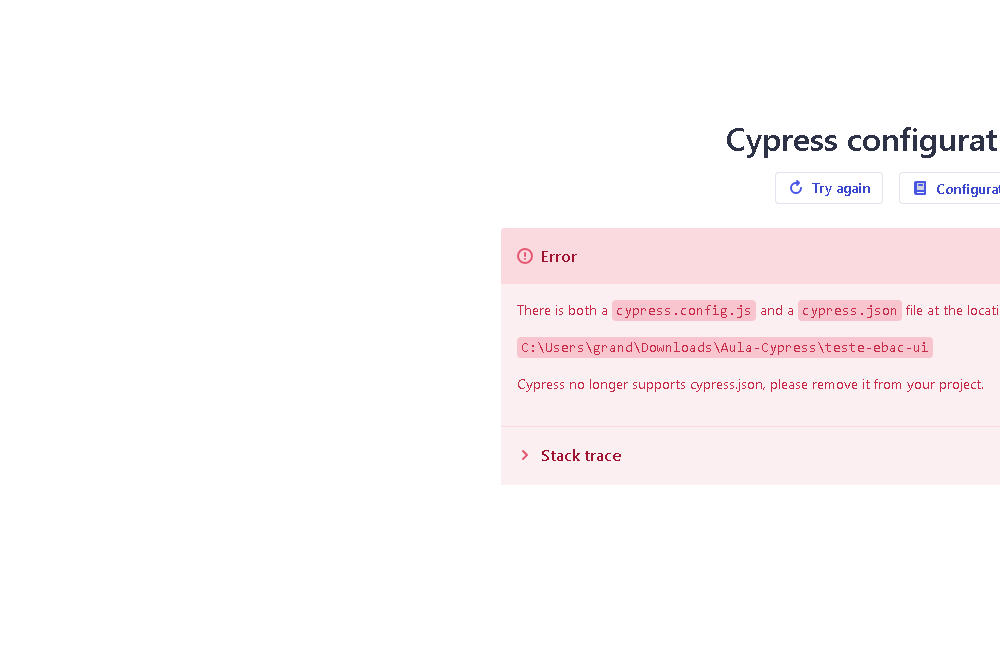 Cypress configurat
Try again
Configurat
Error
There is both a cypress.config.js and a cypress.json file at the locati
C:\Users\grand\Downloads\Aula-Cypress\teste-ebac-ui
Cypress no longer supports cypress.json, please remove it from your project.
Stack trace